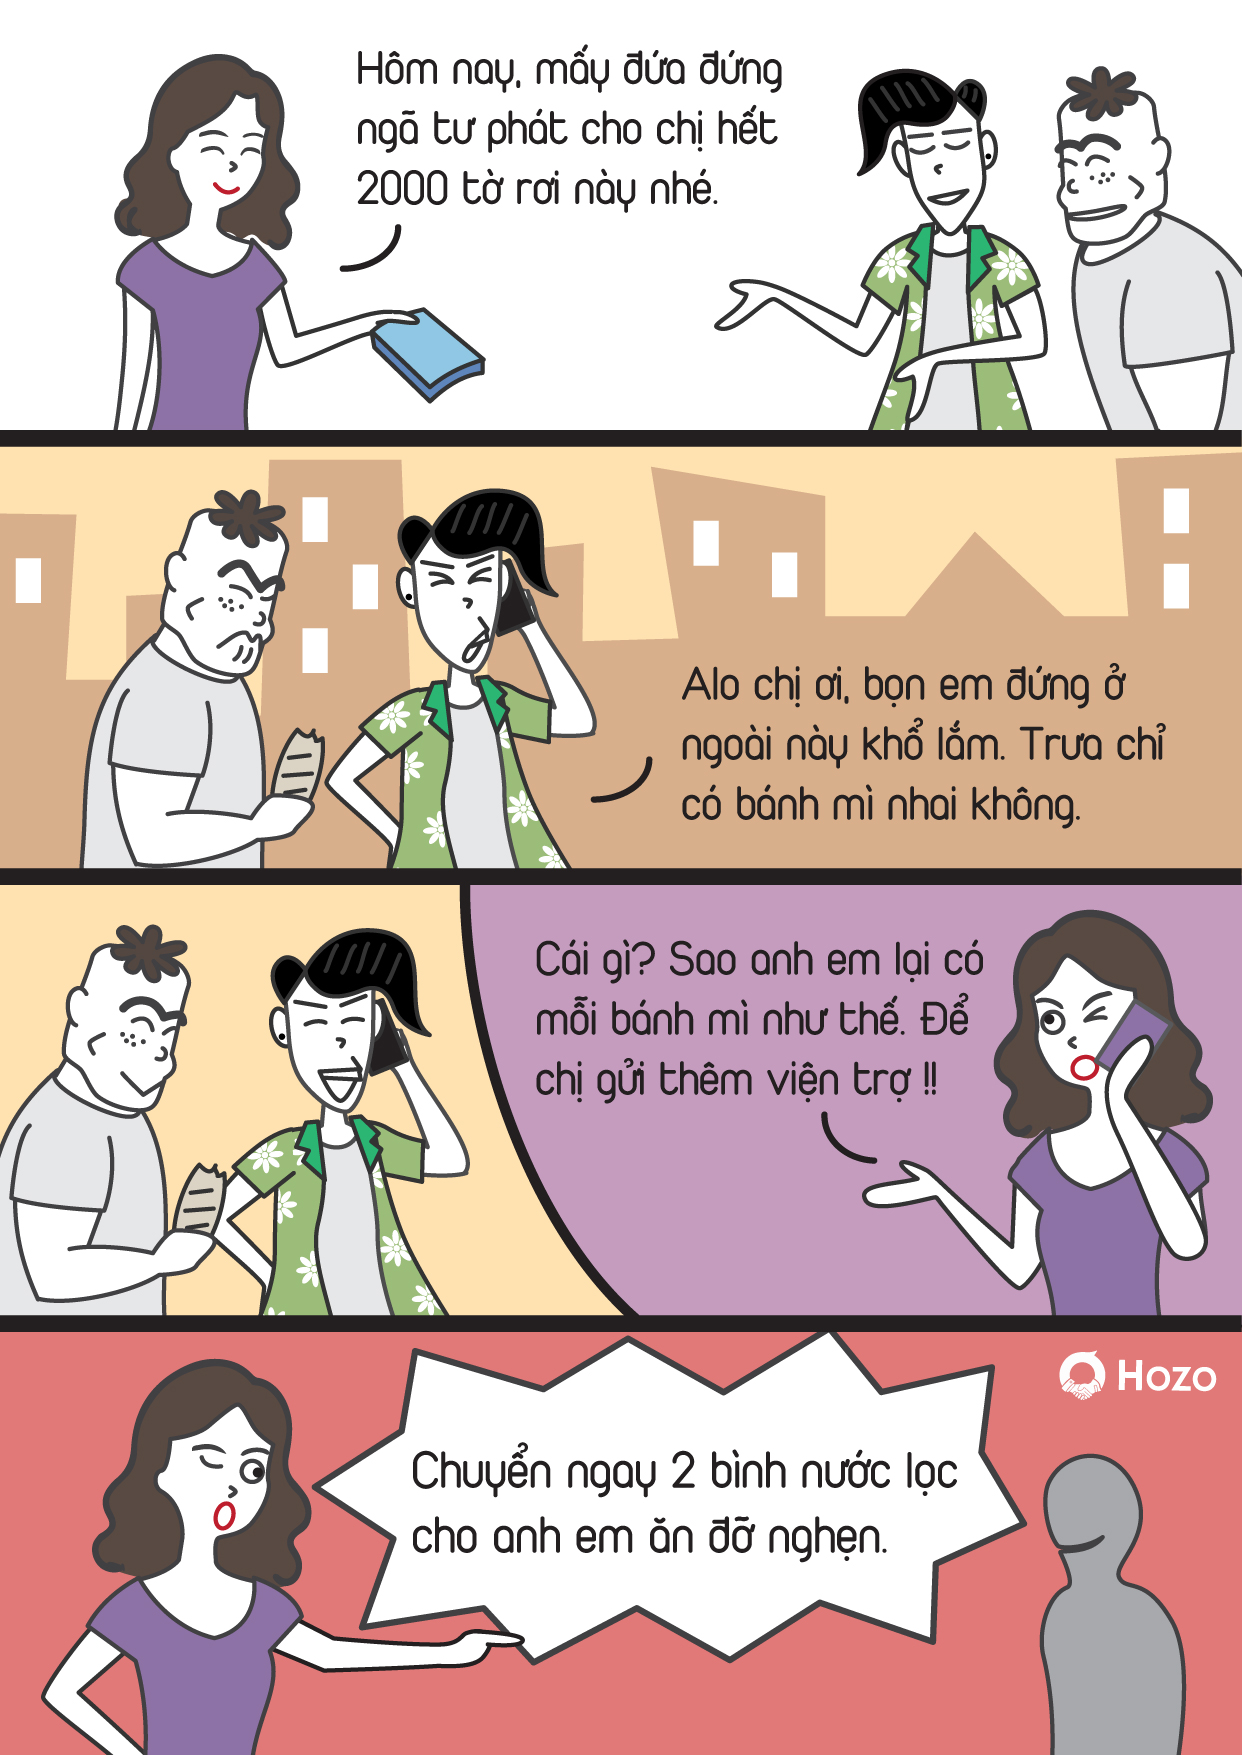 Hôm nay, mấy đứa đứng
ngã tư phát cho chị hết
2000 tờ rơi này nhé.
Alo chị ơi, bọn em đứng ở
ngoài này khổ lắm. Trưa chỉ
có bánh mì nhai không.
Cái gì? Sao anh em lại có
mỗi bánh mì như thế. Để
chị gửi thêm viện trợ !!
Hozo
Chuyển ngay 2 bình nước lọc
cho anh em ăn đỡ nghẹn.